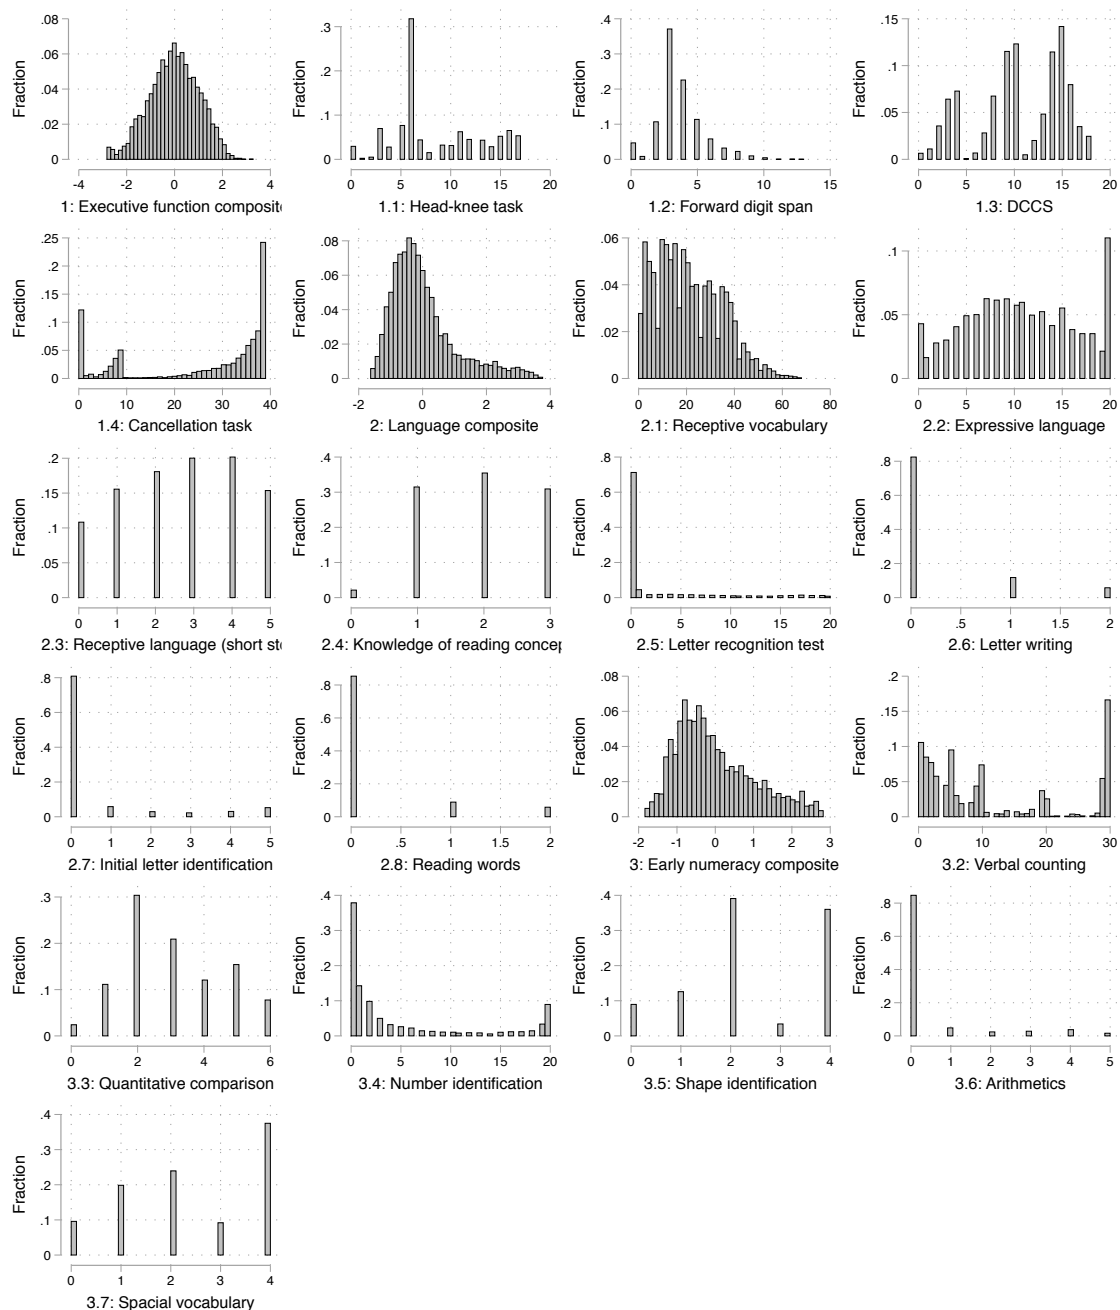 Fraction
.08
.06
.04
.02
0
-4 -2 0 2 4
1: Executive function composit
Fraction
.3
.2
.1
0
0 5 10 15 20
1.1: Head-knee task
Fraction
.4
.3
.2
.1
0
0 5 10 15
1.2: Forward digit span
Fraction
.15
.1
.05
0
0 5 10 15 20
1.3: DCCS
Fraction
.25
.2
.15
.1
.05
0
0 10 20 30 40
1.4: Cancellation task
Fraction
.08
.06
.04
.02
0
-2 0 2 4
2: Language composite
Fraction
.06
.04
.02
0
0 20 40 60 80
2.1: Receptive vocabulary
Fraction
.1
.05
0
0 5 10 15 20
2.2: Expressive language
Fraction
.2
.15
.1
.05
0
0 1 2 3 4 5
2.3: Receptive language (short st
Fraction
.4
.3
.2
.1
0
0 1 2 3
2.4: Knowledge of reading concep
Fraction
.8
.6
.4
.2
0
0 5 10 15 20
2.5: Letter recognition test
Fraction
.8
.6
.4
.2
0
0 .5 1 1.5 2
2.6: Letter writing
Fraction
.8
.6
.4
.2
0
0 1 2 3 4 5
2.7: Initial letter identification
Fraction
.8
.6
.4
.2
0
0 .5 1 1.5 2
2.8: Reading words
Fraction
.08
.06
.04
.02
0
-2 -1 0 1 2 3
3: Early numeracy composite
Fraction
.2
.15
.1
.05
0
0 10 20 30
3.2: Verbal counting
Fraction
.3
.2
.1
0
0 2 4 6
3.3: Quantitative comparison
Fraction
.4
.3
.2
.1
0
0 5 10 15 20
3.4: Number identification
Fraction
.4
.3
.2
.1
0
0 1 2 3 4
3.5: Shape identification
Fraction
.8
.6
.4
.2
0
0 1 2 3 4 5
3.6: Arithmetics
Fraction
.4
.3
.2
.1
0
0 1 2 3 4
3.7: Spacial vocabulary